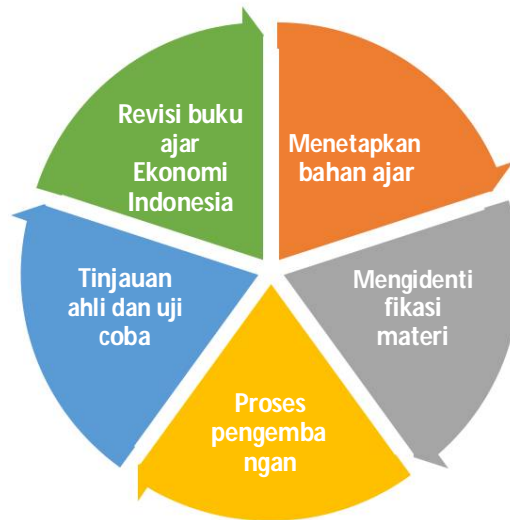 Menetapkan
bahan ajar
Mengidenti
fikasi
materi
Proses
pengemba
ngan
Tinjauan
ahli dan uji
coba
Revisi buku
ajar
Ekonomi
Indonesia